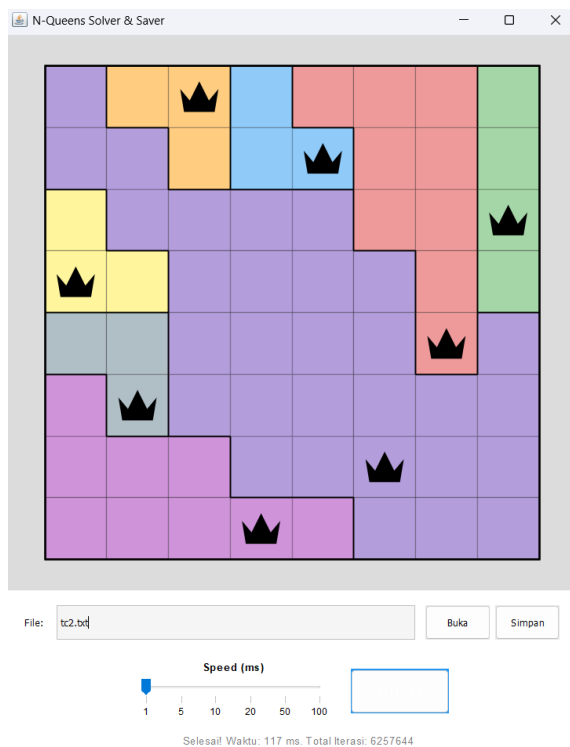 N-Queens Solver & Saver
File: tc2.txt Buka Simpan
Speed (ms)
1 5 10 20 50 100
Selesai! Waktu: 117 ms. Total Iterasi: 6257644